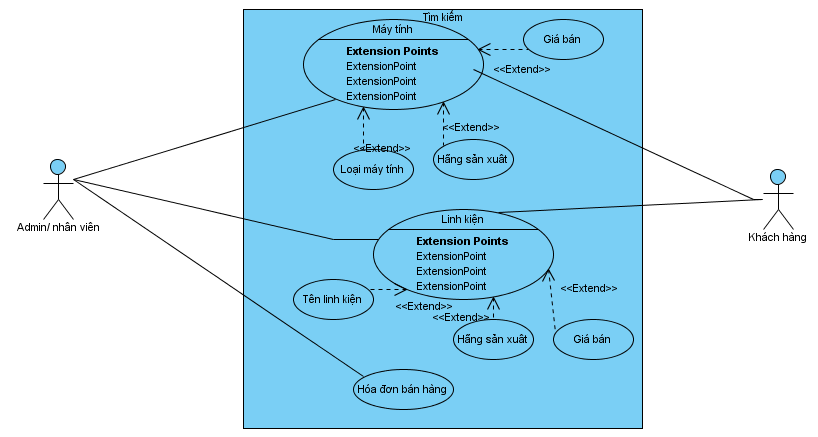 Tìm kiếm
Máy tính
Extension Points
ExtensionPoint
ExtensionPoint
ExtensionPoint
Giá bán
<<Extend>>
<<Extend>>
<<Extend>>
Loại máy tính
Hãng sản xuất
Admin/ nhân viên
Khách hàng
Linh kiện
Extension Points
ExtensionPoint
ExtensionPoint
ExtensionPoint
Tên linh kiện
<<Extend>>
<<Extend>>
<<Extend>>
Hãng sản xuất
Giá bán
Hóa đơn bán hàng